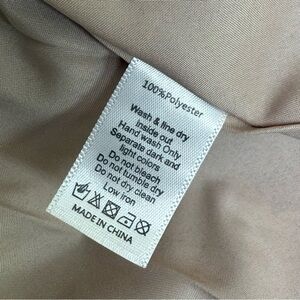 100%Polyester
Wash & line dry
inside out
Hand wash Only
Separate dark and
light colors
Do not bleach
Do not tumble dry
Do not dry clean
Low iron
MADE IN CHINA